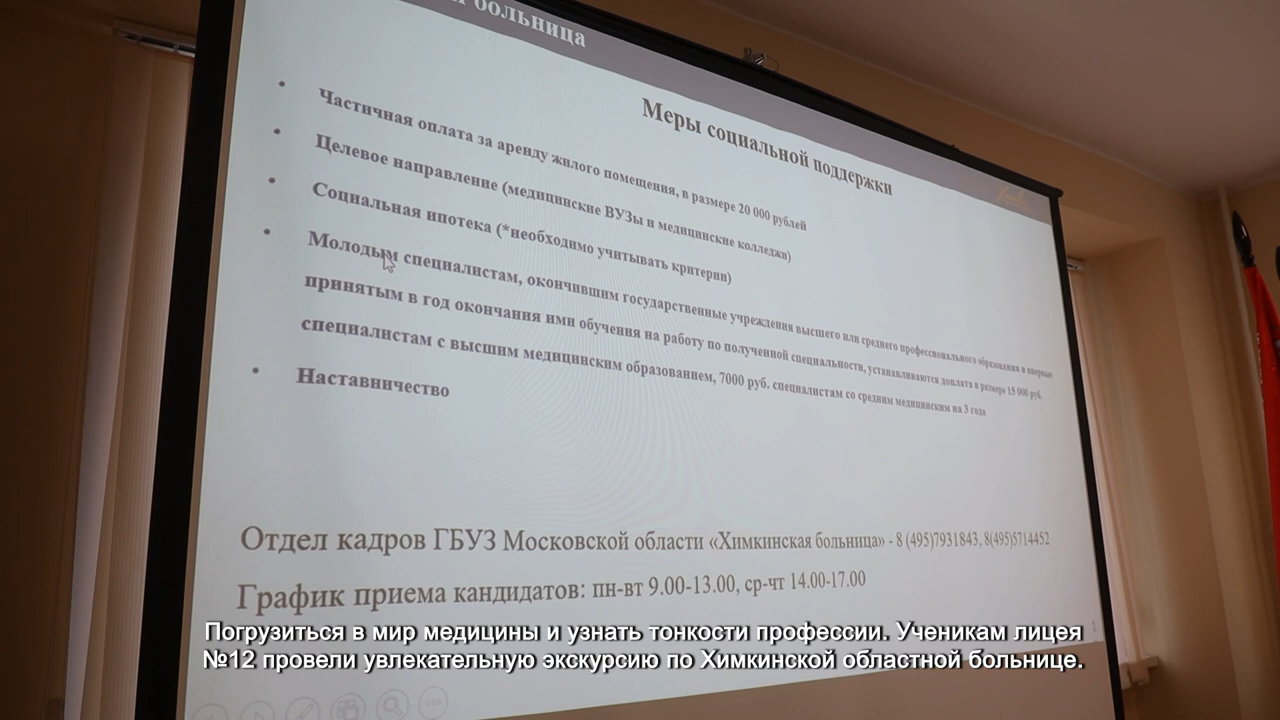 больница
Меры социальной поддержки
• Частичная оплата за аренду жилого помещения, в размере 20 000 рублей
• Целевое направление (медицинские ВУЗы и медицинские колледжи)
• Социальная ипотека (*необходимо учитывать критерии)
• Молодым специалистам, окончившим государственные учреждения высшего или среднего профессионального образования и впервые
принятым в год окончания ими обучения на работу по полученной специальности, устанавливаются доплата в размере 15 000 руб.
специалистам с высшим медицинским образованием, 7000 руб. специалистам со средним медицинским на 3 года
• Наставничество
Отдел кадров ГБУЗ Московской области «Химкинская больница» - 8 (495)7931843, 8(495)5714452
График приема кандидатов: пн-вт 9.00-13.00, ср-чт 14.00-17.00
1
Погрузиться в мир медицины и узнать тонкости профессии. Ученикам лицея
№12 провели увлекательную экскурсию по Химкинской областной больнице.